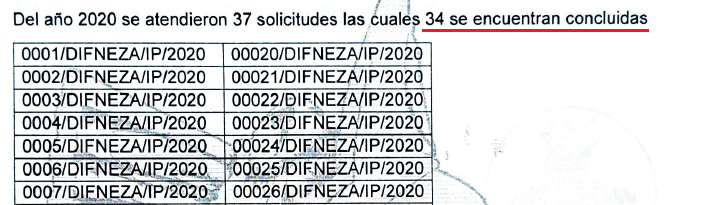 Del año 2020 se atendieron 37 solicitudes las cuales 34 se encuentran concluidas
0001/DIFNEZA/IP/2020 00020/DIFNEZA/IP/2020
0002/DIFNEZA/IP/2020 00021/DIFNEZA/IP/2020
0003/DIFNEZA/IP/2020 00022/DIFNEZA/IP/2020
0004/DIFNEZA/IP/2020 00023/DIFNEZA/IP/2020
0005/DIFNEZA/IP/2020 00024/DIFNEZA/IP/2020
0006/DIFNEZA/IP/2020 00025/DIFNEZA/IP/2020
0007/DIFNEZA/IP/2020 00026/DIFNEZA/IP/2020